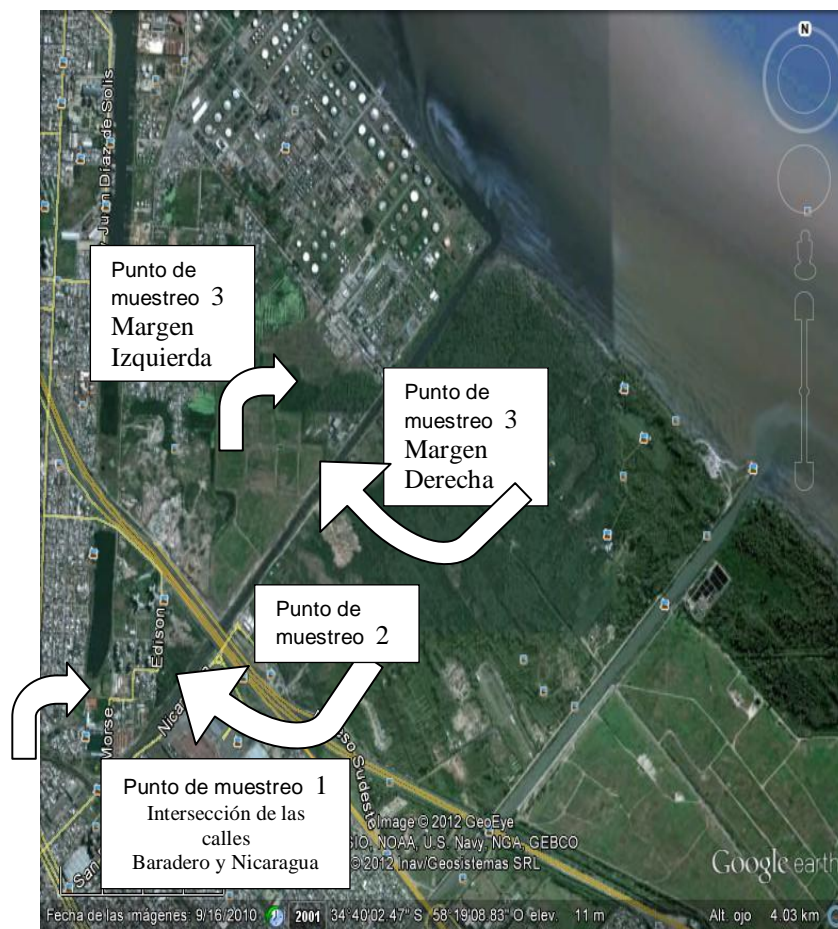 N
Juan Díaz de Solís
Punto de
muestreo 3
Margen
Izquierda
Punto de
muestreo 3
Margen
Derecha
Punto de
muestreo 2
Edison
Morse
Sudeste
Punto de muestreo 1
Intersección de las
calles
Baradero y Nicaragua
Image © 2012 GeoEye
NOAA, U.S. Navy, NGA, GEBCO
© 2012 Inav/Geosistemas SRL
Google earth
Fecha de las imágenes: 9/16/2010 2001 34°40'02.47" S 58°19'08.83" O elev. 11 m Alt. ojo 4.03 km